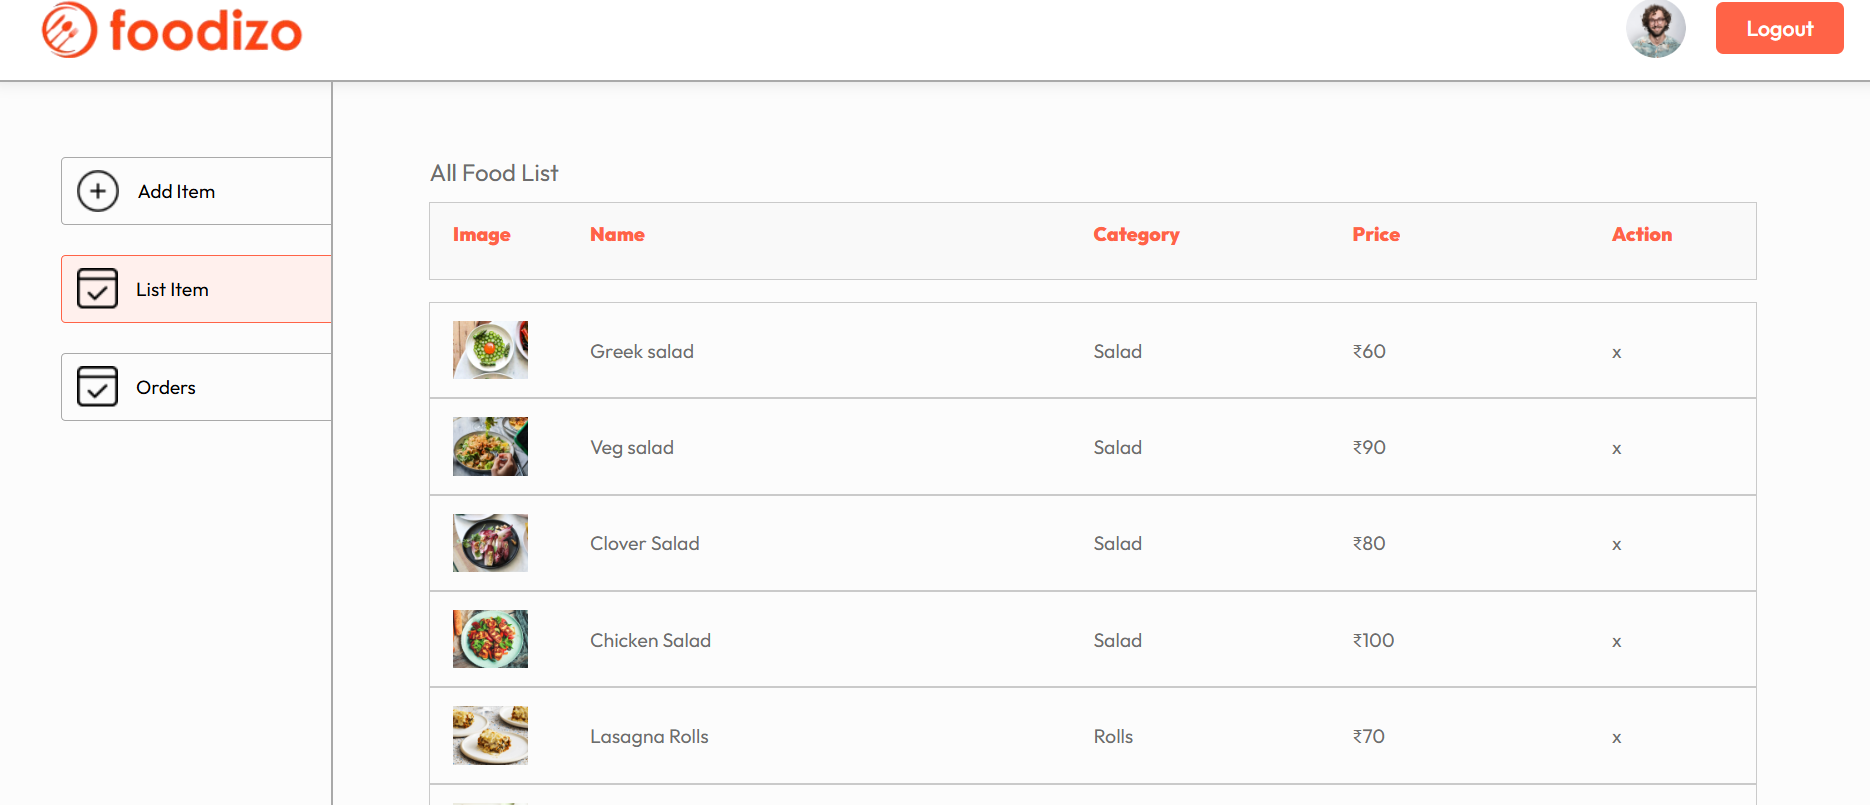 foodizo
Logout
Add Item
List Item
Orders
All Food List
Image Name Category Price Action
Greek salad Salad ₹60 x
Veg salad Salad ₹90 x
Clover Salad Salad ₹80 x
Chicken Salad Salad ₹100 x
Lasagna Rolls Rolls ₹70 x